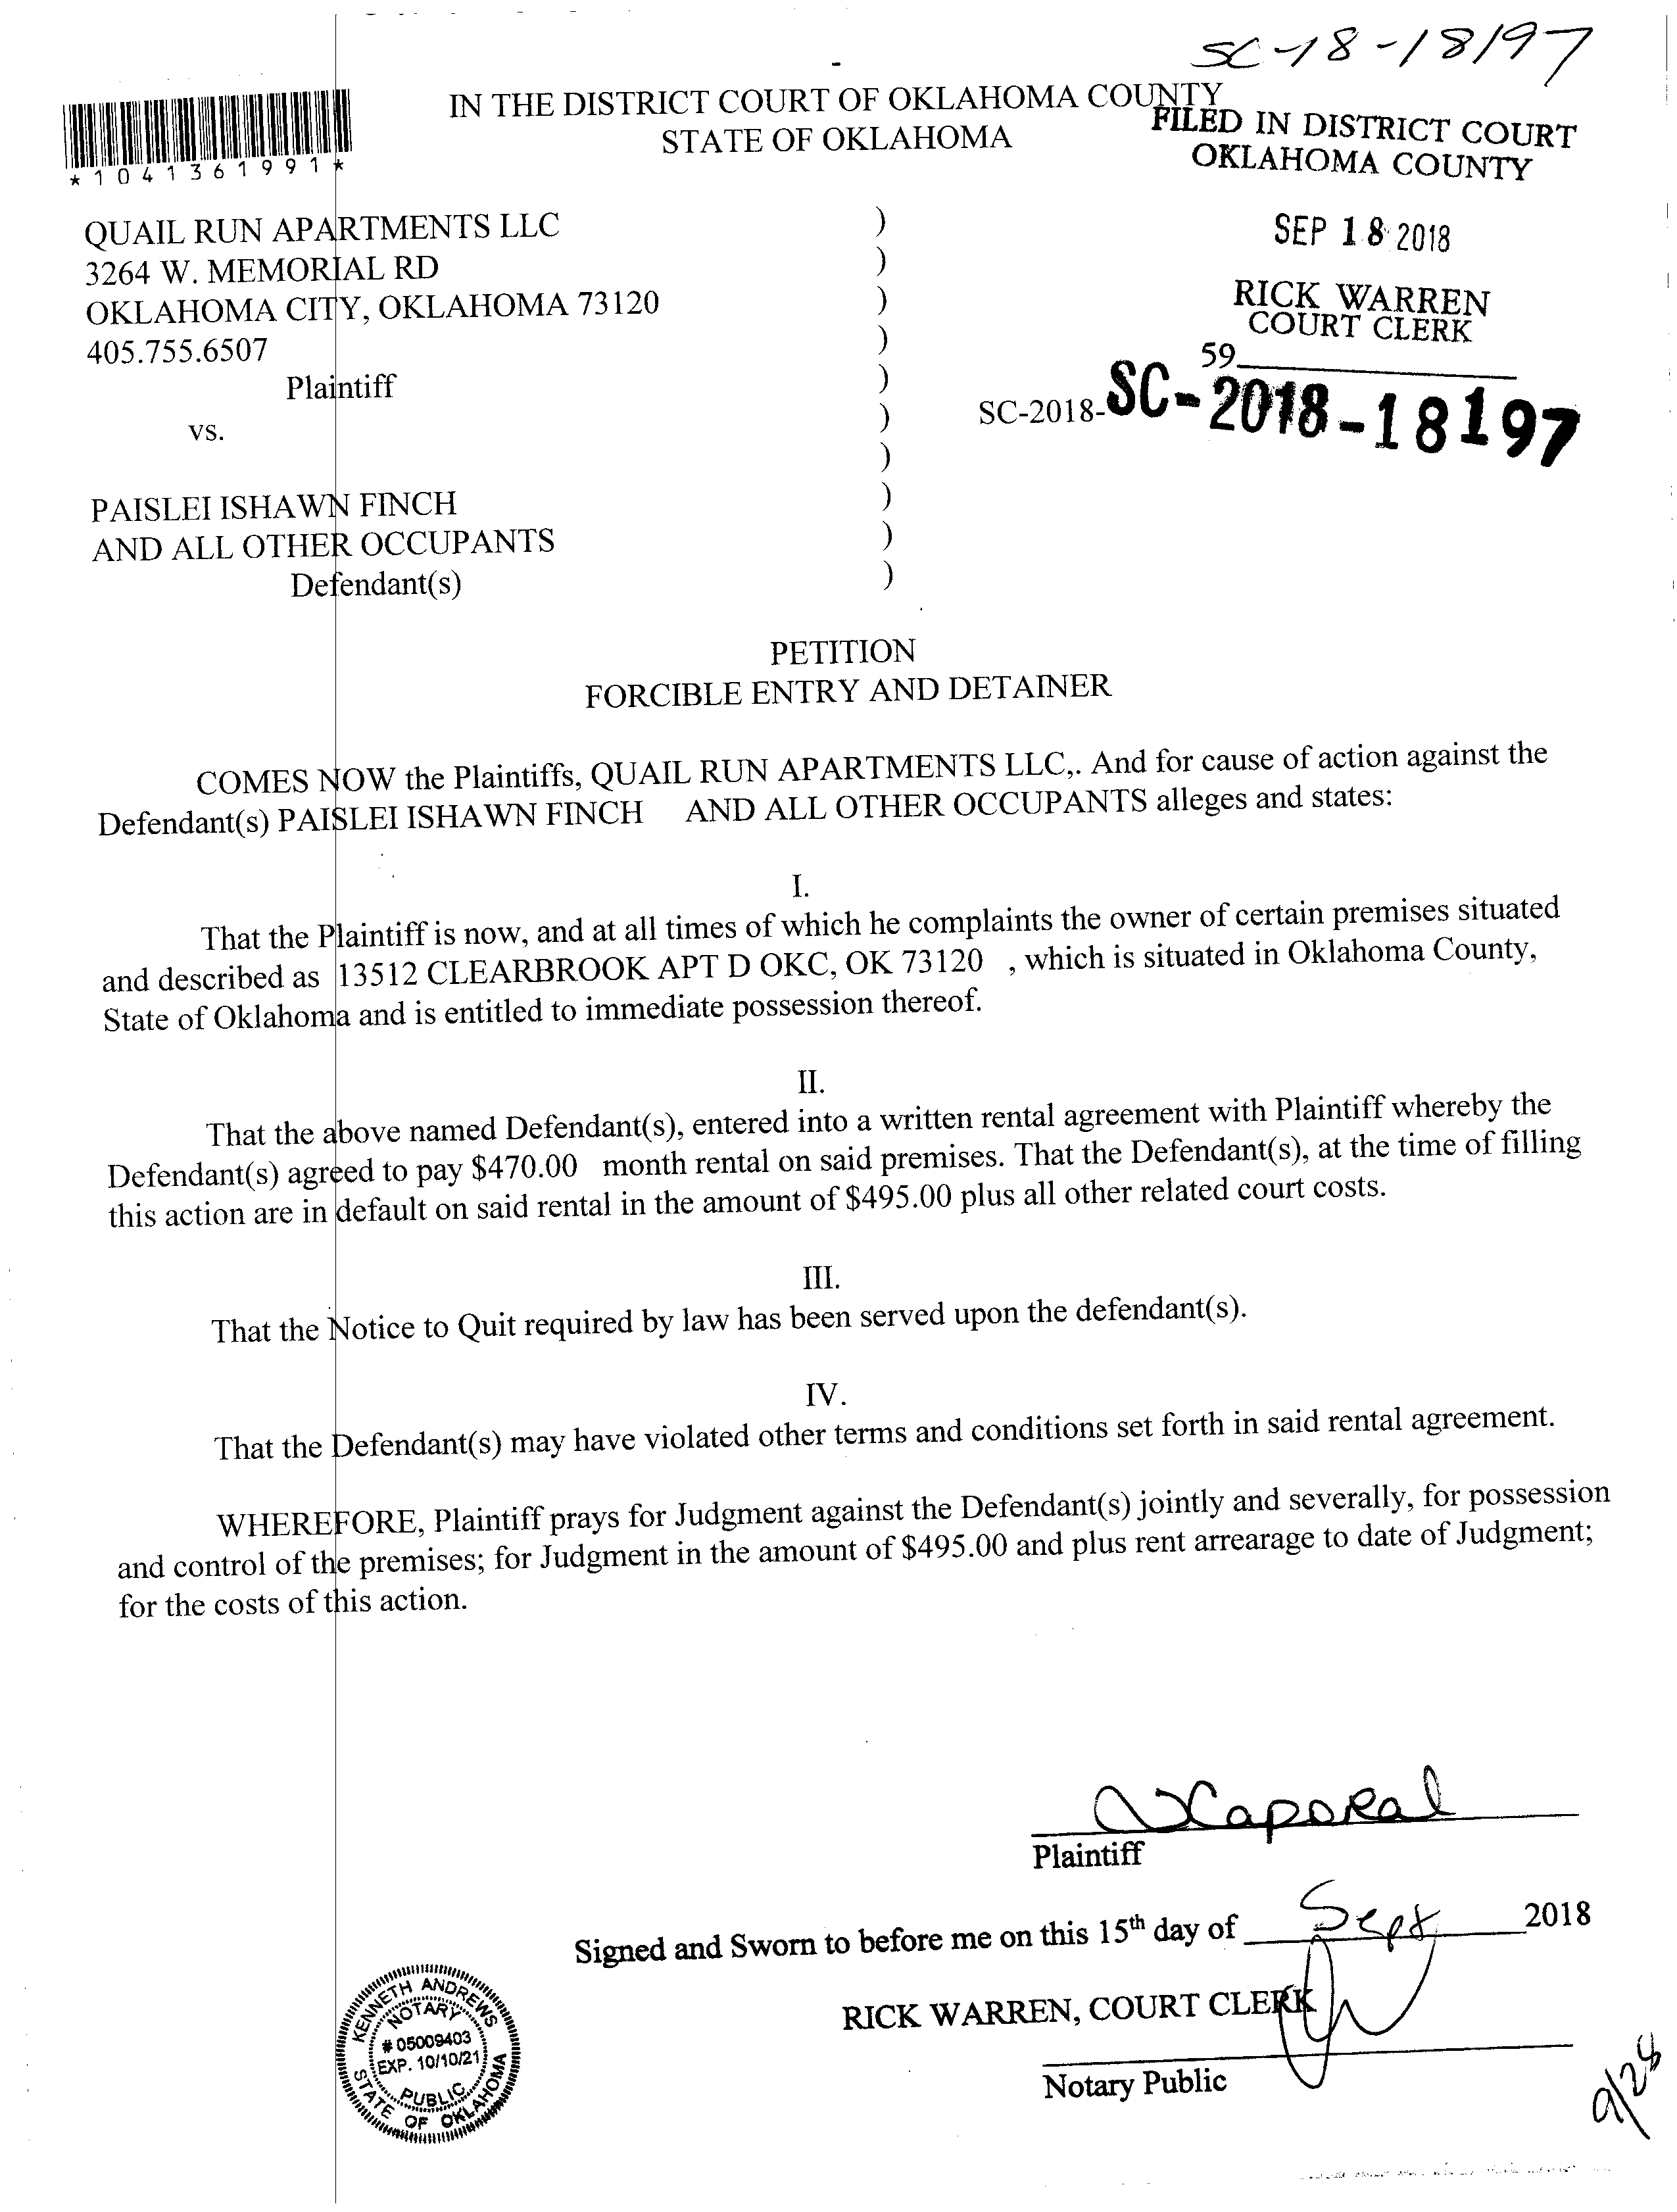 SC-18-18197
IN THE DISTRICT COURT OF OKLAHOMA COUNTY
STATE OF OKLAHOMA
FILED IN DISTRICT COURT
OKLAHOMA COUNTY
*1041361991*
SEP 18 2018
RICK WARREN
COURT CLERK
59
SC-2018-SC-2018-18197
QUAIL RUN APARTMENTS LLC )
3264 W. MEMORIAL RD )
OKLAHOMA CITY, OKLAHOMA 73120 )
405.755.6507 )
Plaintiff )
vs. )
)
PAISLEI ISHAWN FINCH )
AND ALL OTHER OCCUPANTS )
Defendant(s) )
PETITION
FORCIBLE ENTRY AND DETAINER
COMES NOW the Plaintiffs, QUAIL RUN APARTMENTS LLC,. And for cause of action against the
Defendant(s) PAISLEI ISHAWN FINCH AND ALL OTHER OCCUPANTS alleges and states:
I.
That the Plaintiff is now, and at all times of which he complaints the owner of certain premises situated
and described as 13512 CLEARBROOK APT D OKC, OK 73120 , which is situated in Oklahoma County,
State of Oklahoma and is entitled to immediate possession thereof.
II.
That the above named Defendant(s), entered into a written rental agreement with Plaintiff whereby the
Defendant(s) agreed to pay $470.00 month rental on said premises. That the Defendant(s), at the time of filling
this action are in default on said rental in the amount of $495.00 plus all other related court costs.
III.
That the Notice to Quit required by law has been served upon the defendant(s).
IV.
That the Defendant(s) may have violated other terms and conditions set forth in said rental agreement.
WHEREFORE, Plaintiff prays for Judgment against the Defendant(s) jointly and severally, for possession
and control of the premises; for Judgment in the amount of $495.00 and plus rent arrearage to date of Judgment;
for the costs of this action.
Caporal
Plaintiff
Signed and Sworn to before me on this 15th day of Sept 2018
RICK WARREN, COURT CLERK
Notary Public
KENNETH ANDREWS
NOTARY
# 05009403
EXP. 10/10/21
PUBLIC
STATE OF OKLAHOMA
9/28